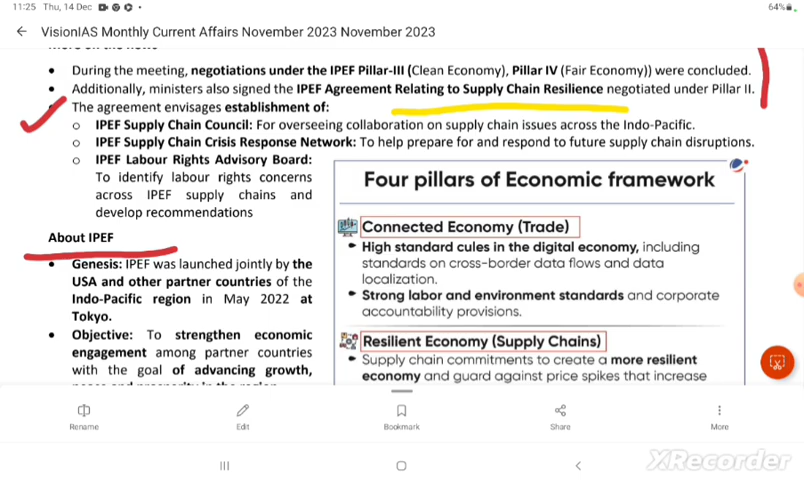 11:25 Thu, 14 Dec
64%
VisionIAS Monthly Current Affairs November 2023 November 2023
• During the meeting, negotiations under the IPEF Pillar-III (Clean Economy), Pillar IV (Fair Economy)) were concluded.
• Additionally, ministers also signed the IPEF Agreement Relating to Supply Chain Resilience negotiated under Pillar II.
The agreement envisages establishment of:
o IPEF Supply Chain Council: For overseeing collaboration on supply chain issues across the Indo-Pacific.
o IPEF Supply Chain Crisis Response Network: To help prepare for and respond to future supply chain disruptions.
o IPEF Labour Rights Advisory Board:
To identify labour rights concerns
across IPEF supply chains and
develop recommendations
About IPEF
• Genesis: IPEF was launched jointly by the
USA and other partner countries of the
Indo-Pacific region in May 2022 at
Tokyo.
• Objective: To strengthen economic
engagement among partner countries
with the goal of advancing growth,
Four pillars of Economic framework
Connected Economy (Trade)
High standard cules in the digital economy, including
standards on cross-border data flows and data
localization.
Strong labor and environment standards and corporate
accountability provisions.
Resilient Economy (Supply Chains)
Supply chain commitments to create a more resilient
economy and guard against price spikes that increase
Rename
Edit
Bookmark
Share
More
XRecorder